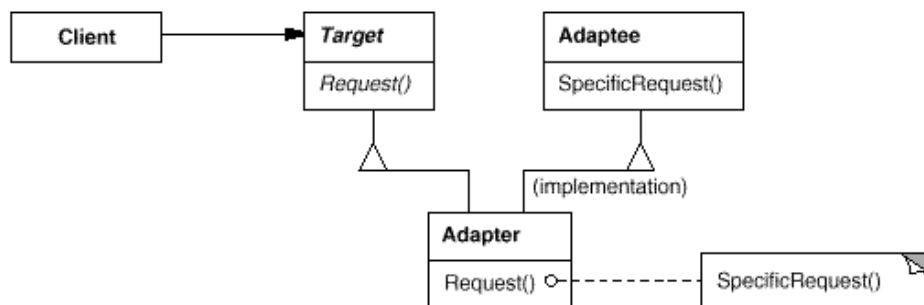 Client
Target
Request()
Adaptee
SpecificRequest()
(implementation)
Adapter
Request()
SpecificRequest()